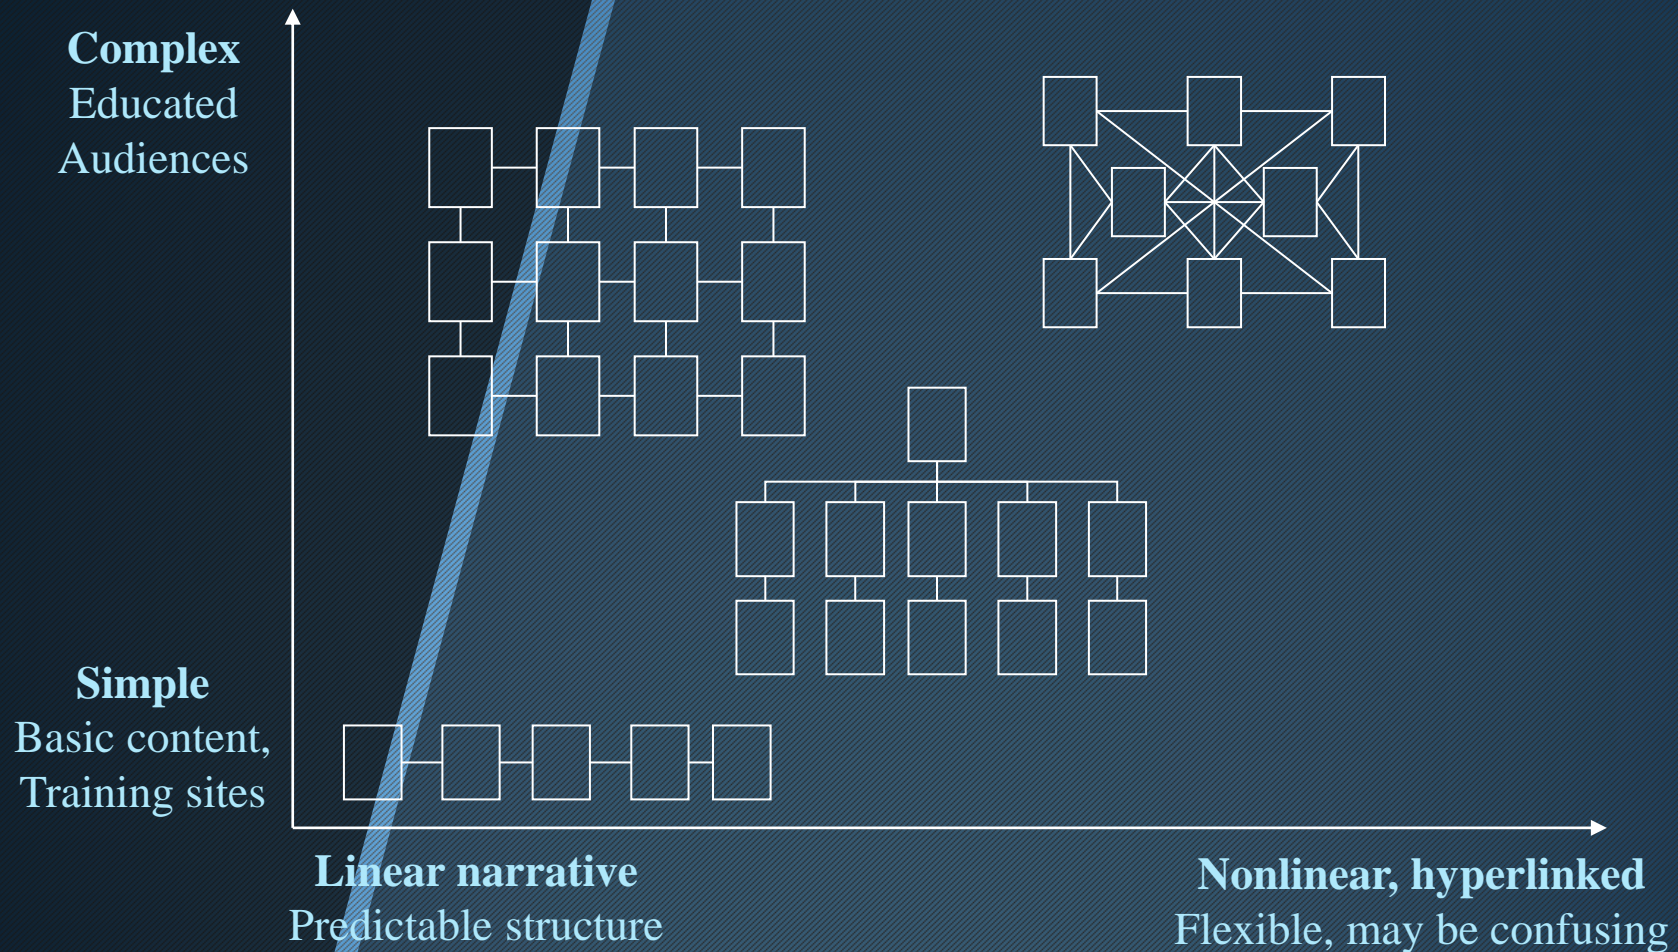 Complex
Educated
Audiences
Simple
Basic content,
Training sites
Linear narrative
Predictable structure
Nonlinear, hyperlinked
Flexible, may be confusing